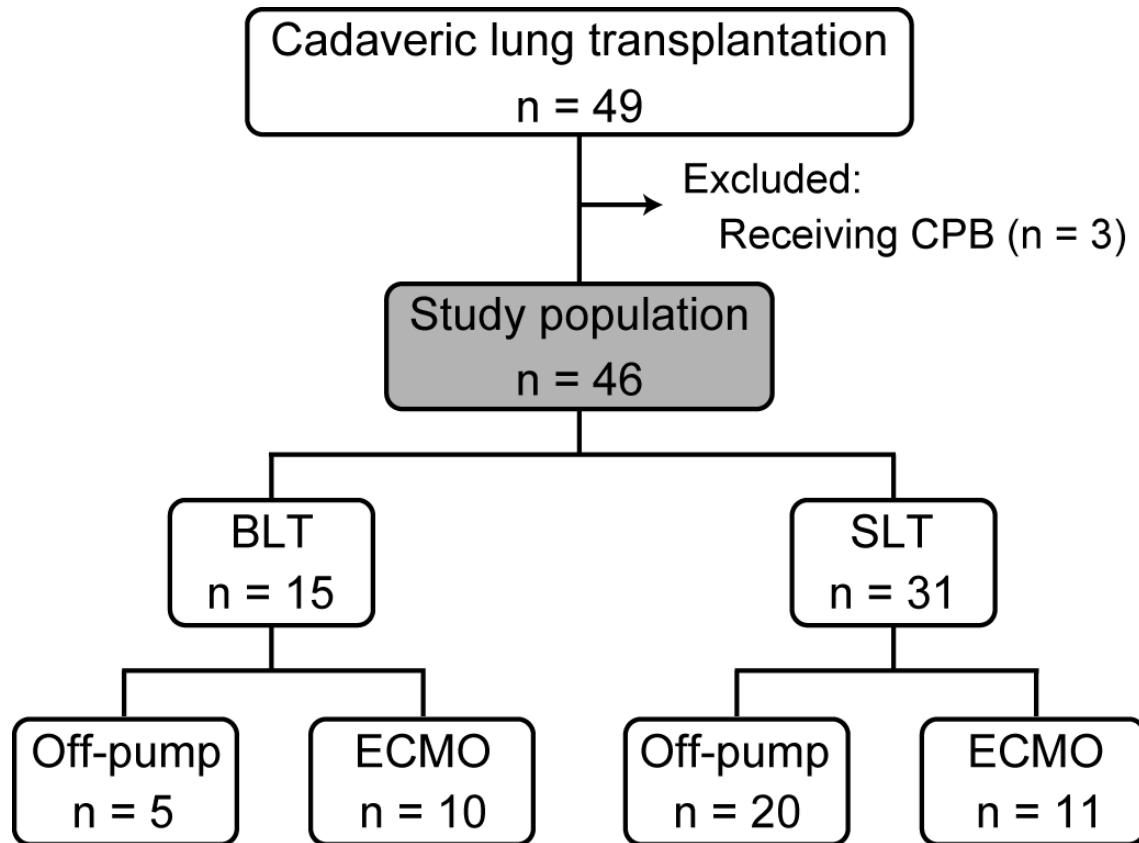 Cadaveric lung transplantation
n = 49
Excluded:
Receiving CPB (n = 3)
Study population
n = 46
BLT
n = 15
SLT
n = 31
Off-pump
n = 5
ECMO
n = 10
Off-pump
n = 20
ECMO
n = 11